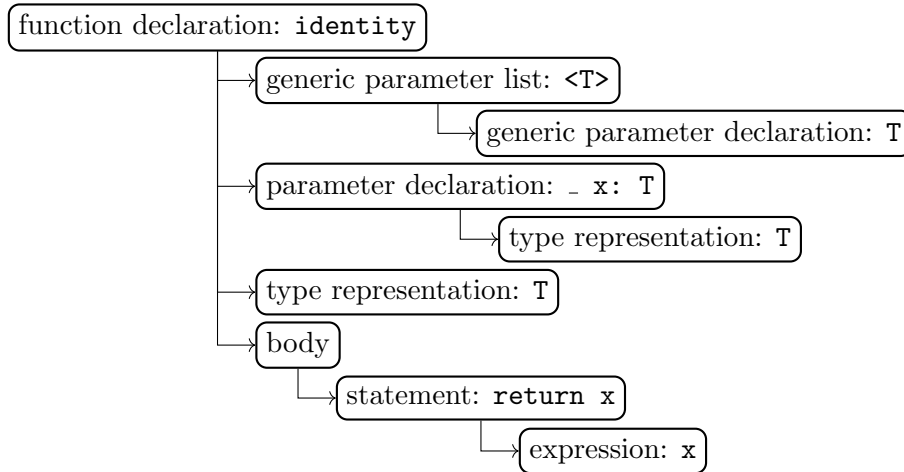 function declaration: identity
generic parameter list: <T>
generic parameter declaration: T
parameter declaration: _ x: T
type representation: T
type representation: T
body
statement: return x
expression: x